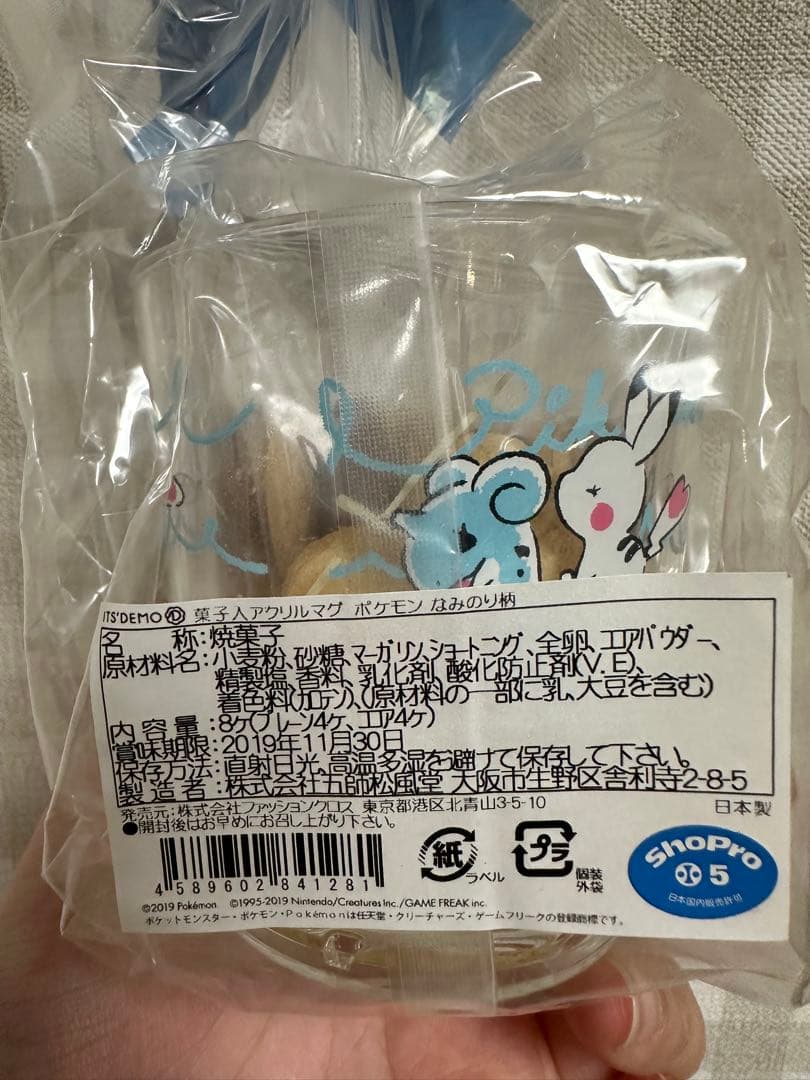 Pik
ITS'DEMO 菓子入アクリルマグ ポケモン なみのり柄
名称:焼菓子
原材料名:小麦粉、砂糖、マーガリン、ショートニング、全卵、ココアパウダー、
精製塩、香料、乳化剤、酸化防止剤(V.E)、
着色料(カロテン)、(原材料の一部に乳、大豆を含む)
内容量:8ケ(プレーン4ケ、ココア4ケ)
賞味期限:2019年11月30日
保存方法:直射日光、高温多湿を避けて保存して下さい。
製造者:株式会社五師松風堂 大阪市生野区舎利寺2-8-5
発売元:株式会社ファッションクロス 東京都港区北青山3-5-10 日本製
●開封後はお早めにお召し上がり下さい。
4 589602 841281
紙 ラベル
プラ 個装 外袋
ShoPro
5
日本国内販売許可
©2019 Pokémon. ©1995-2019 Nintendo/Creatures Inc./GAME FREAK inc.
ポケットモンスター・ポケモン・Pokémonは任天堂・クリーチャーズ・ゲームフリークの登録商標です。